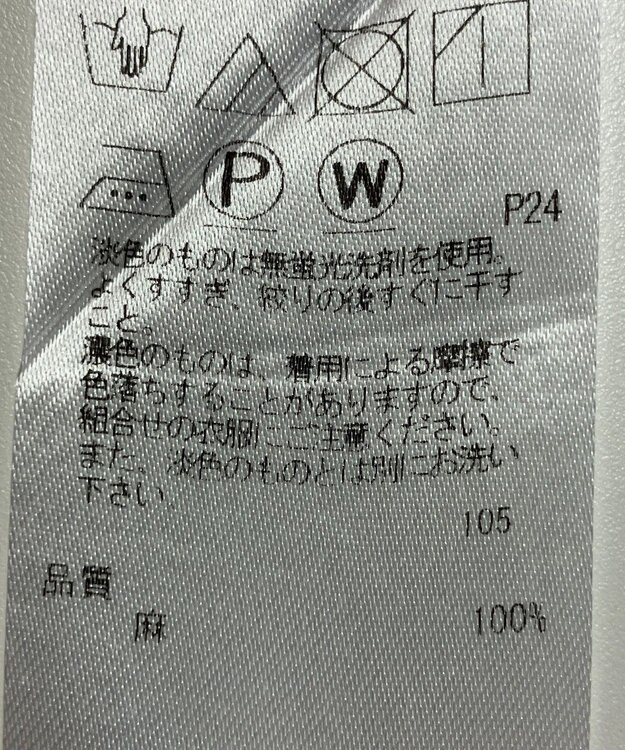 P W
P24
淡色のものは無蛍光洗剤を使用。
よくすすぎ、絞りの後すぐに干す
こと。
濃色のものは、着用による摩擦で
色落ちすることがありますので、
組合せの衣服にご注意ください。
また、淡色のものとは別にお洗い
下さい
105
品質
麻 100%